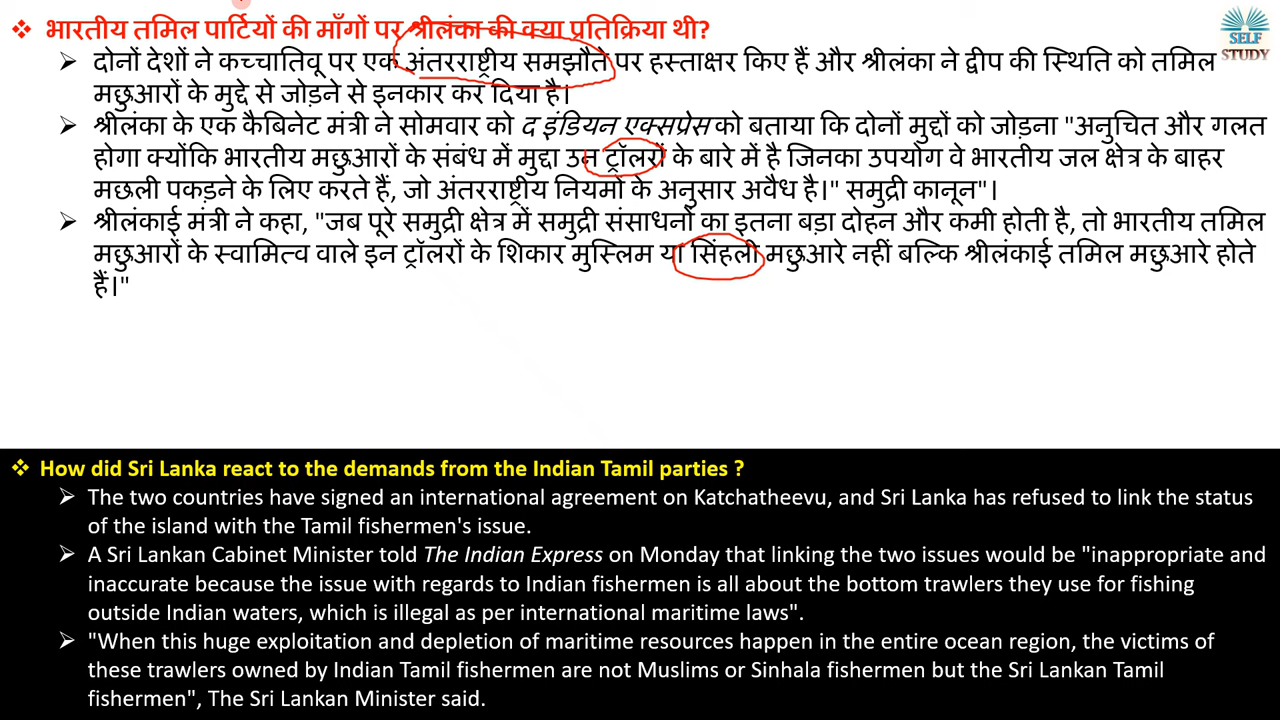 ❖ भारतीय तमिल पार्टियों की माँगों पर श्रीलंका की क्या प्रतिक्रिया थी?
SELF
STUDY
➢ दोनों देशों ने कच्चातिवू पर एक अंतरराष्ट्रीय समझौते पर हस्ताक्षर किए हैं और श्रीलंका ने द्वीप की स्थिति को तमिल
मछुआरों के मुद्दे से जोड़ने से इनकार कर दिया है।
➢ श्रीलंका के एक कैबिनेट मंत्री ने सोमवार को द इंडियन एक्सप्रेस को बताया कि दोनों मुद्दों को जोड़ना "अनुचित और गलत
होगा क्योंकि भारतीय मछुआरों के संबंध में मुद्दा उन ट्रॉलरों के बारे में है जिनका उपयोग वे भारतीय जल क्षेत्र के बाहर
मछली पकड़ने के लिए करते हैं, जो अंतरराष्ट्रीय नियमों के अनुसार अवैध है।" समुद्री कानून"।
➢ श्रीलंकाई मंत्री ने कहा, "जब पूरे समुद्री क्षेत्र में समुद्री संसाधनों का इतना बड़ा दोहन और कमी होती है, तो भारतीय तमिल
मछुआरों के स्वामित्व वाले इन ट्रॉलरों के शिकार मुस्लिम या सिंहली मछुआरे नहीं बल्कि श्रीलंकाई तमिल मछुआरे होते
हैं।"
❖ How did Sri Lanka react to the demands from the Indian Tamil parties ?
➢ The two countries have signed an international agreement on Katchatheevu, and Sri Lanka has refused to link the status
of the island with the Tamil fishermen's issue.
➢ A Sri Lankan Cabinet Minister told The Indian Express on Monday that linking the two issues would be "inappropriate and
inaccurate because the issue with regards to Indian fishermen is all about the bottom trawlers they use for fishing
outside Indian waters, which is illegal as per international maritime laws".
➢ "When this huge exploitation and depletion of maritime resources happen in the entire ocean region, the victims of
these trawlers owned by Indian Tamil fishermen are not Muslims or Sinhala fishermen but the Sri Lankan Tamil
fishermen", The Sri Lankan Minister said.